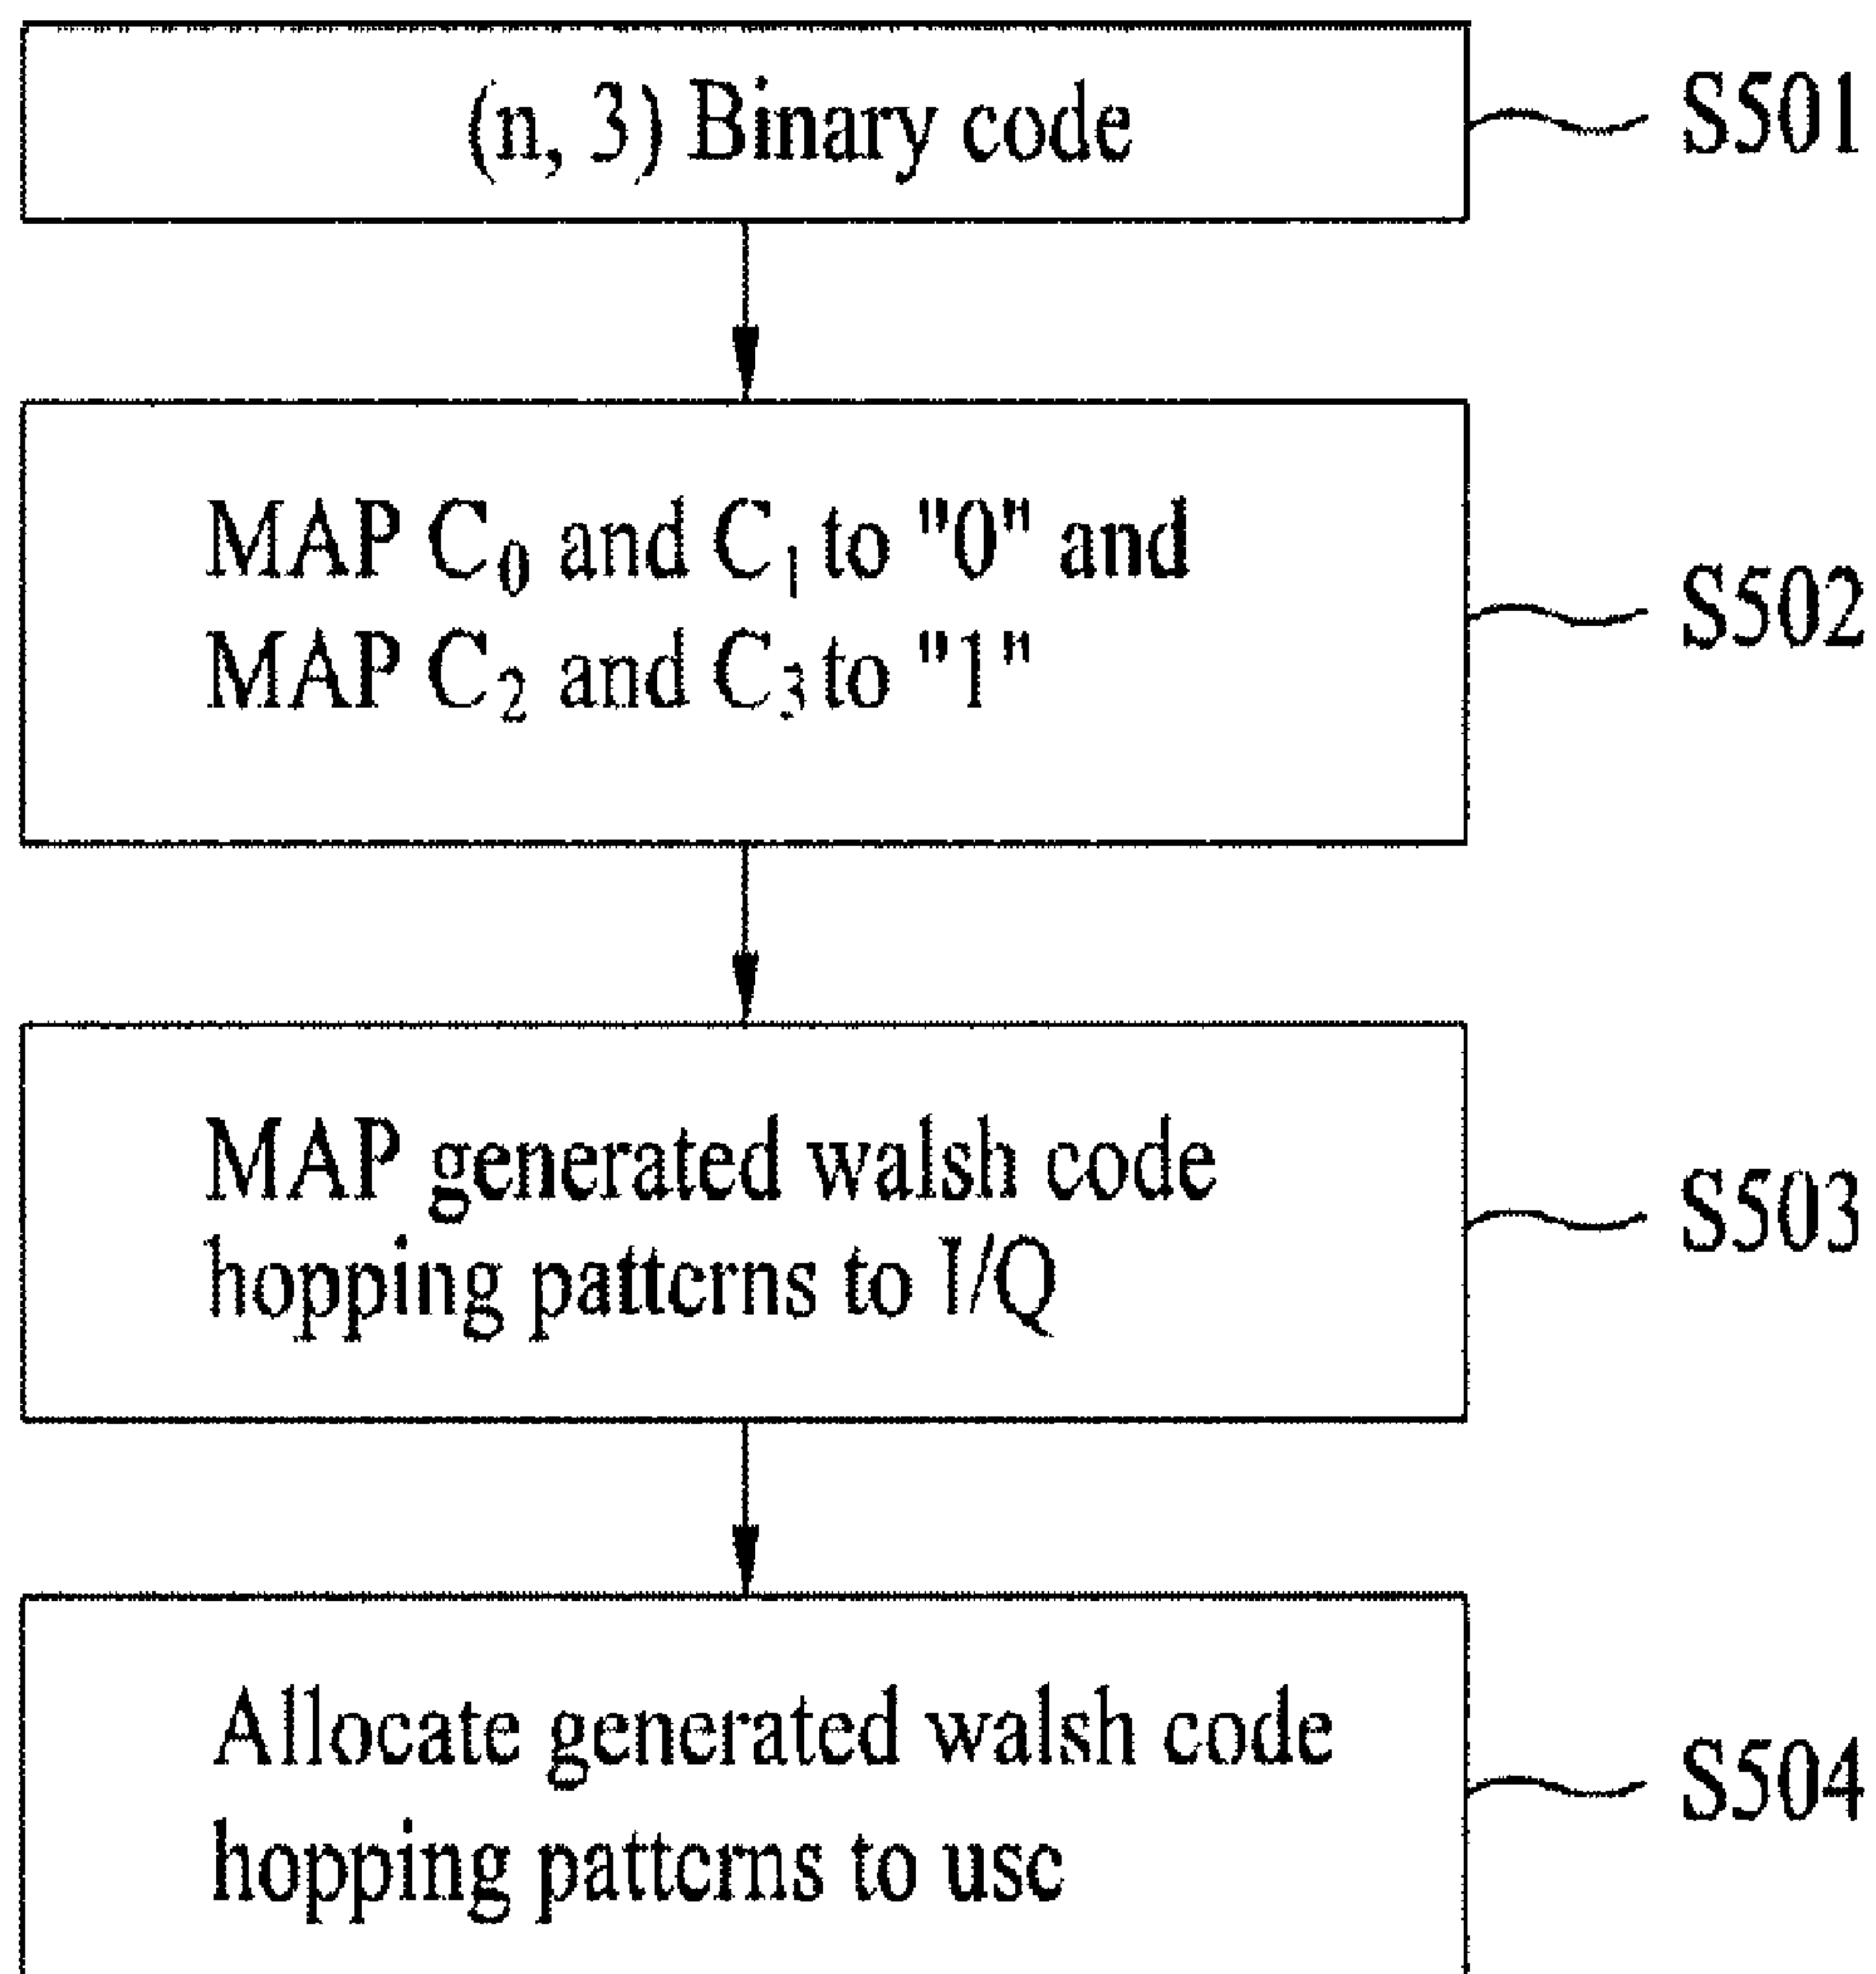 (n, 3) Binary code
S501
MAP C₀ and C₁ to "0" and
MAP C₂ and C₃ to "1"
S502
MAP generated walsh code
hopping patterns to I/Q
S503
Allocate generated walsh code
hopping patterns to use
S504